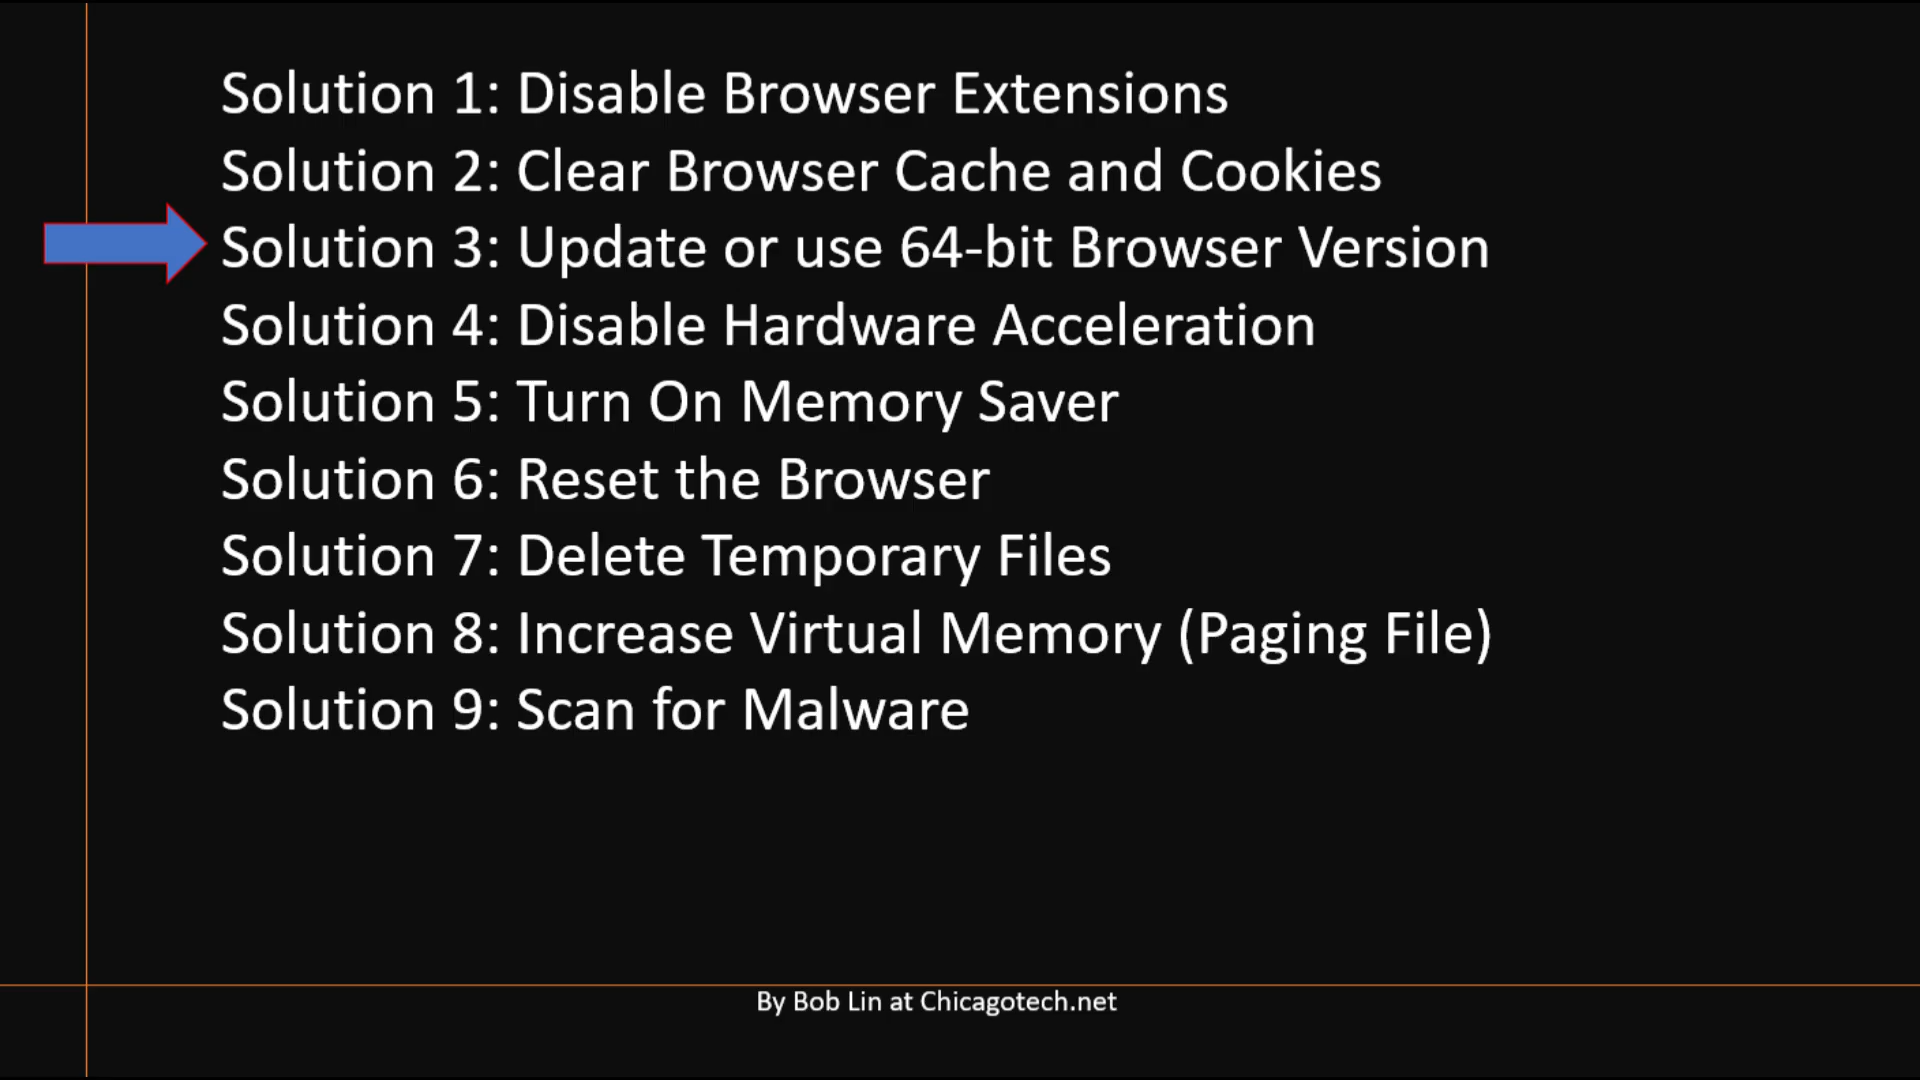 Solution 1: Disable Browser Extensions
Solution 2: Clear Browser Cache and Cookies
Solution 3: Update or use 64-bit Browser Version
Solution 4: Disable Hardware Acceleration
Solution 5: Turn On Memory Saver
Solution 6: Reset the Browser
Solution 7: Delete Temporary Files
Solution 8: Increase Virtual Memory (Paging File)
Solution 9: Scan for Malware
By Bob Lin at Chicagotech.net